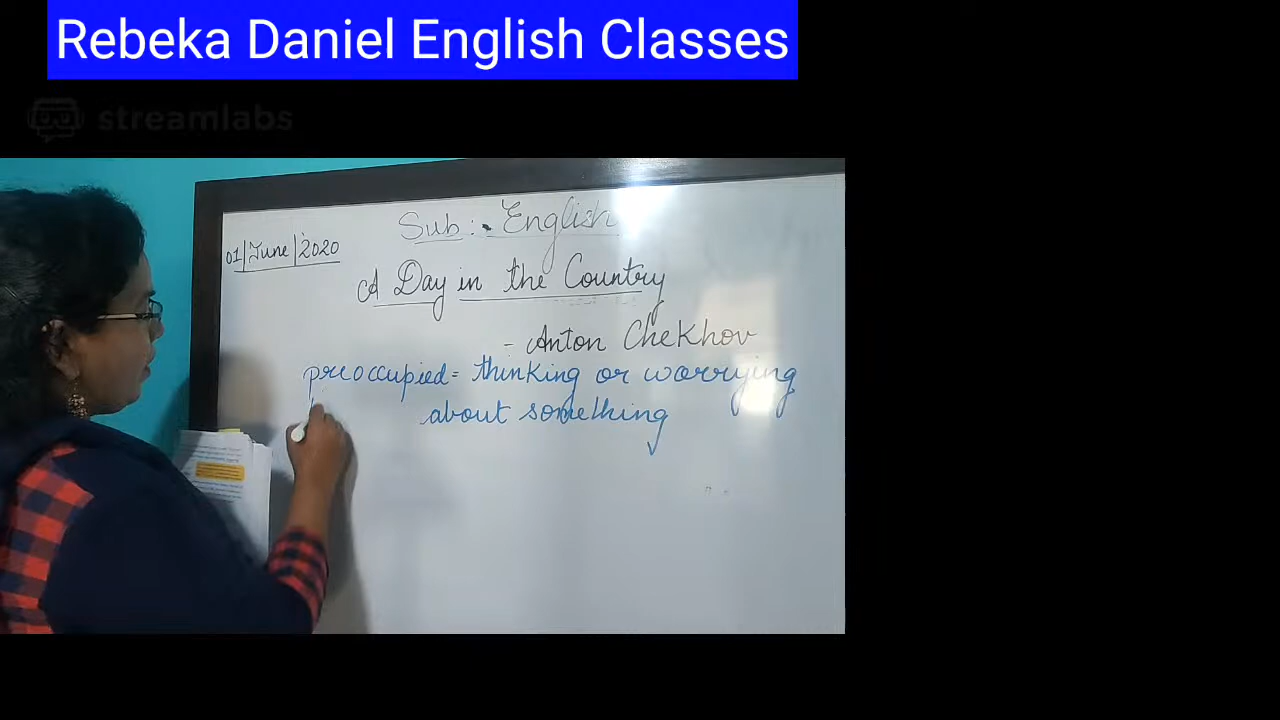 Rebeka Daniel English Classes
streamlabs
Sub:- English
01|June|2020
A Day in the Country
- Anton Chekhov
preoccupied = thinking or worrying
about something